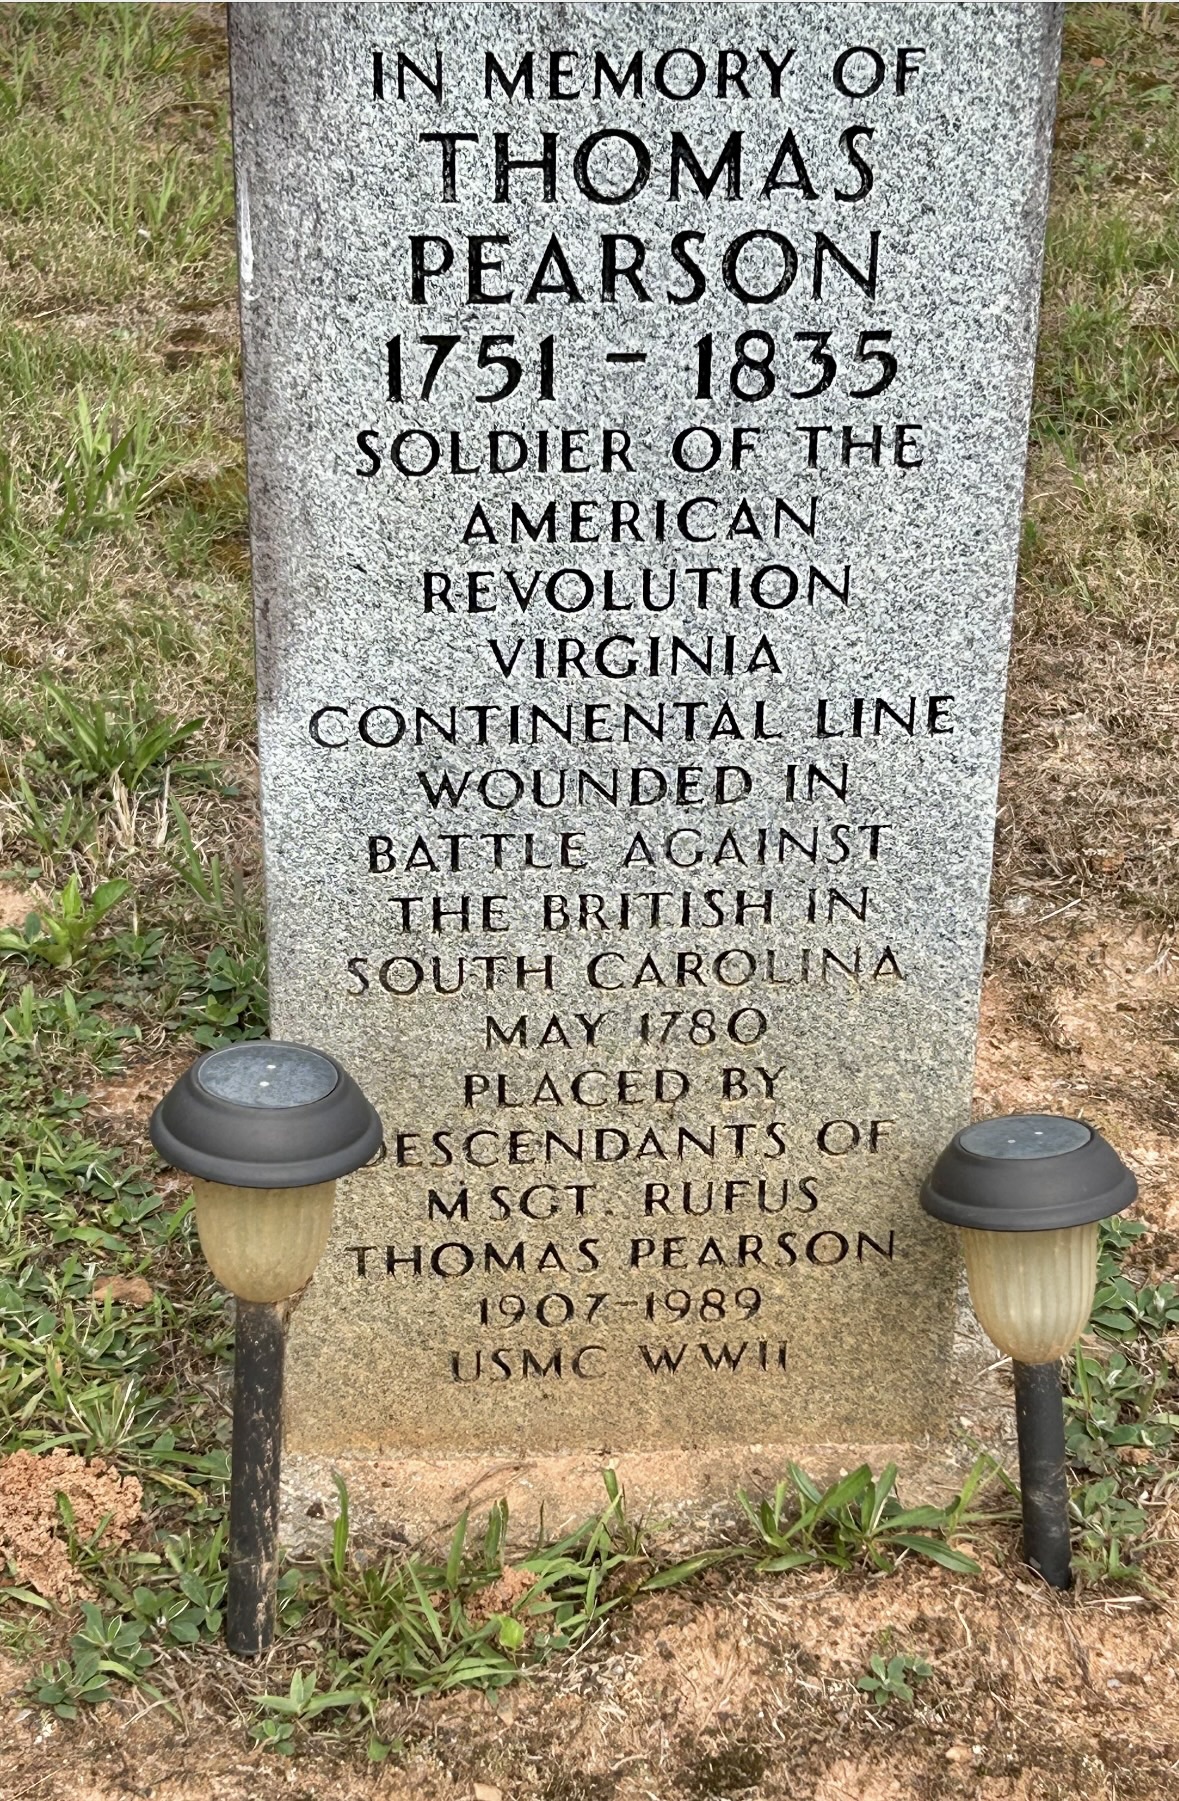 IN MEMORY OF
THOMAS
PEARSON
1751 - 1835
SOLDIER OF THE
AMERICAN
REVOLUTION
VIRGINIA
CONTINENTAL LINE
WOUNDED IN
BATTLE AGAINST
THE BRITISH IN
SOUTH CAROLINA
MAY 1780
PLACED BY
DESCENDANTS OF
MSGT. RUFUS
THOMAS PEARSON
1907-1989
USMC WWII